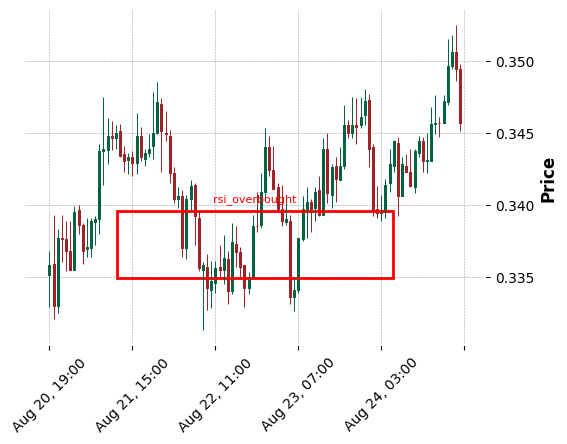 rsi_overbought
0.350
0.345
0.340
0.335
Price
Aug 20, 19:00
Aug 21, 15:00
Aug 22, 11:00
Aug 23, 07:00
Aug 24, 03:00